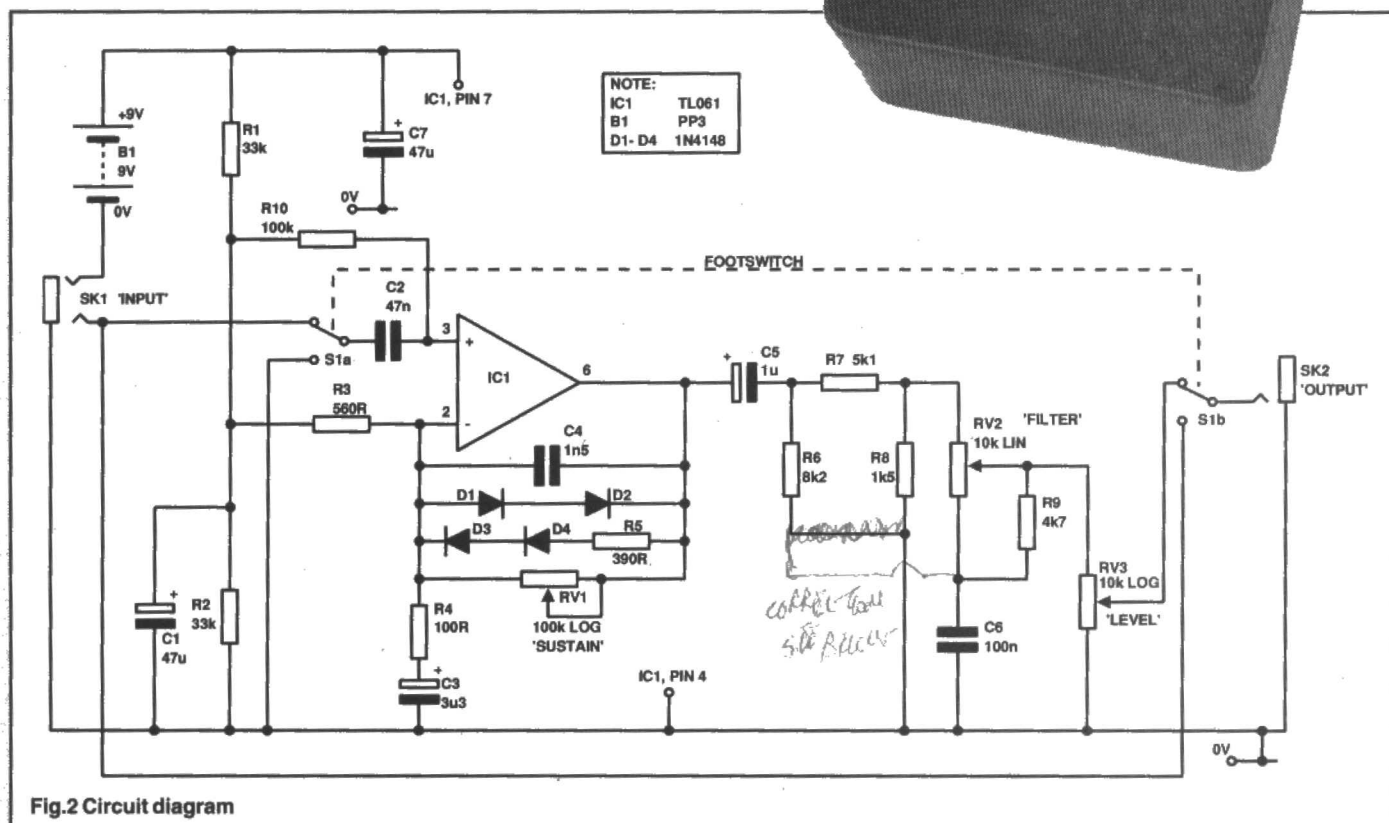 +9V
B1
9V
0V
R1
33k
C7
47u
+
0V
IC1, PIN 7
NOTE:
IC1 TL061
B1 PP3
D1- D4 1N4148
R10
100k
FOOTSWITCH
SK1 'INPUT'
C2
47n
S1a
3
+
IC1
6
2
-
R3
560R
C4
1n5
D1
D2
D3
D4
R5
390R
RV1
100k LOG
'SUSTAIN'
R4
100R
+
C3
3u3
+
C1
47u
R2
33k
+
C5
1u
R7 5k1
R6
8k2
R8
1k5
RV2
10k LIN
'FILTER'
R9
4k7
RV3
10k LOG
'LEVEL'
C6
100n
S1b
SK2
'OUTPUT'
IC1, PIN 4
0V
Fig.2 Circuit diagram